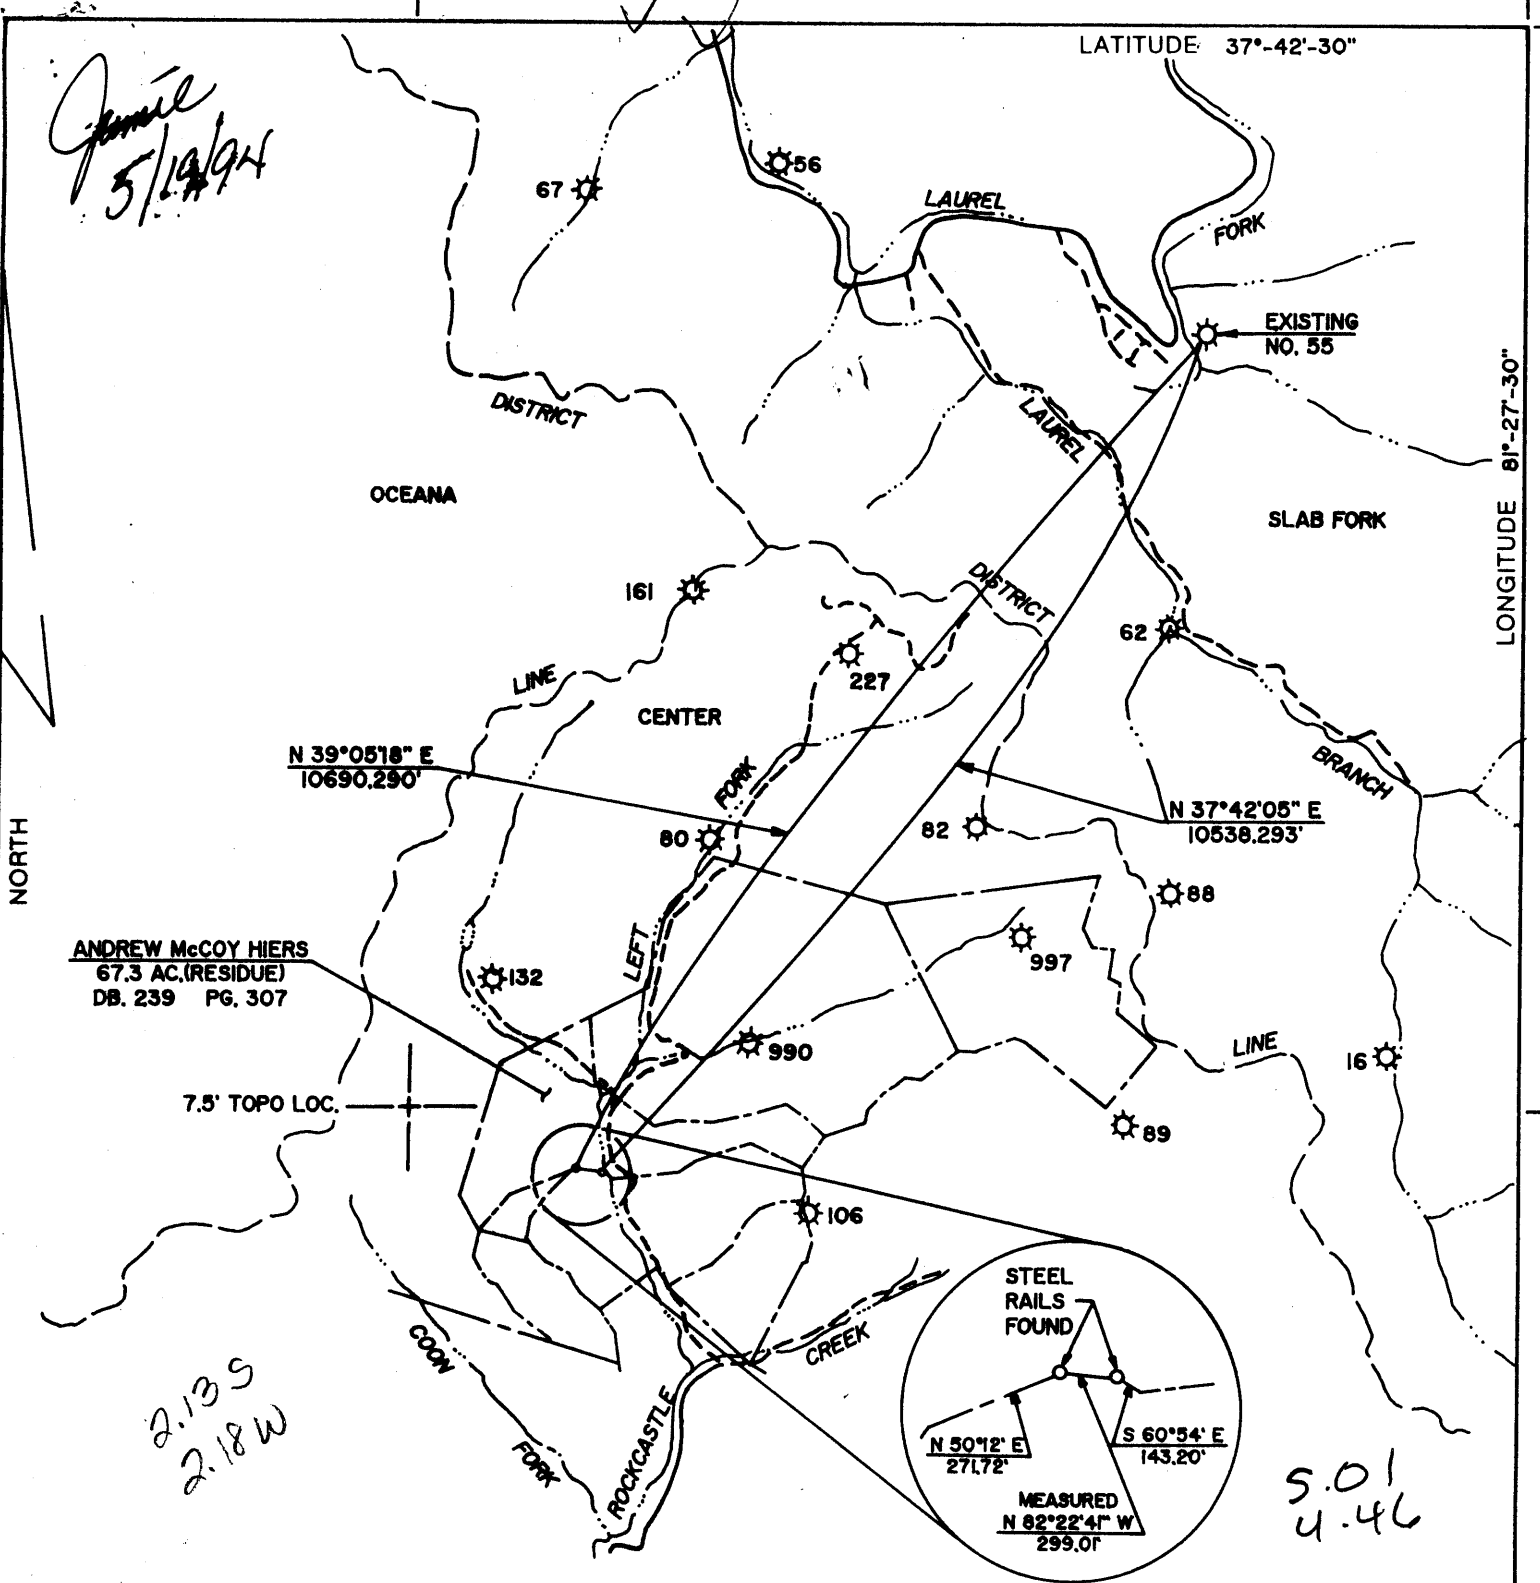 LATITUDE 37°-42'-30"
Jamie
5/19/94
56
67
LAUREL
FORK
EXISTING
NO. 55
LONGITUDE 81°-27'-30"
DISTRICT
LAUREL
OCEANA
SLAB FORK
DISTRICT
161
62
227
LINE
CENTER
BRANCH
N 39°05'18" E
10690.290'
FORK
N 37°42'05" E
10538.293'
80
82
NORTH
88
LEFT
997
ANDREW McCOY HIERS
67.3 AC.(RESIDUE)
DB. 239 PG. 307
132
990
LINE
16
7.5' TOPO LOC.
89
106
STEEL
RAILS
FOUND
COON
CREEK
2.13 S
2.18 W
FORK
ROCKCASTLE
N 50°12' E
271.72'
S 60°54' E
143.20'
MEASURED
N 82°22'41" W
299.01'
5.01
4.46